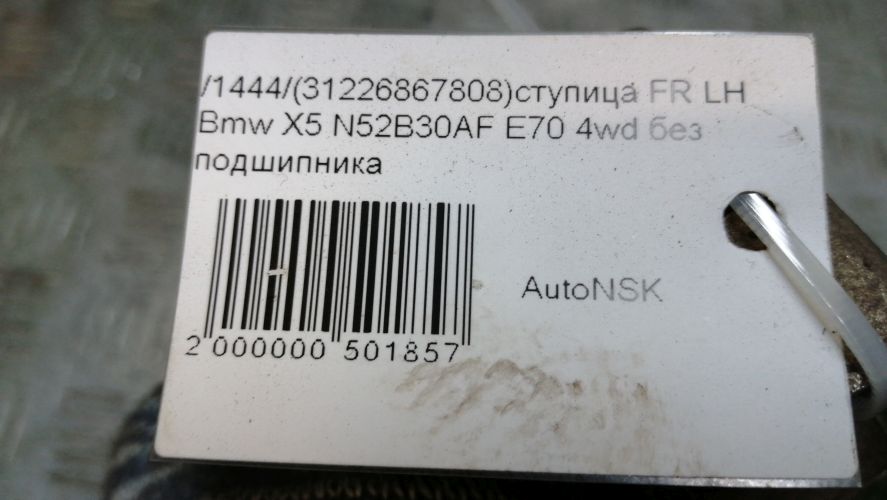 /1444/(31226867808)ступица FR LH
Bmw X5 N52B30AF E70 4wd без
подшипника
AutoNSK
2 000000 501857